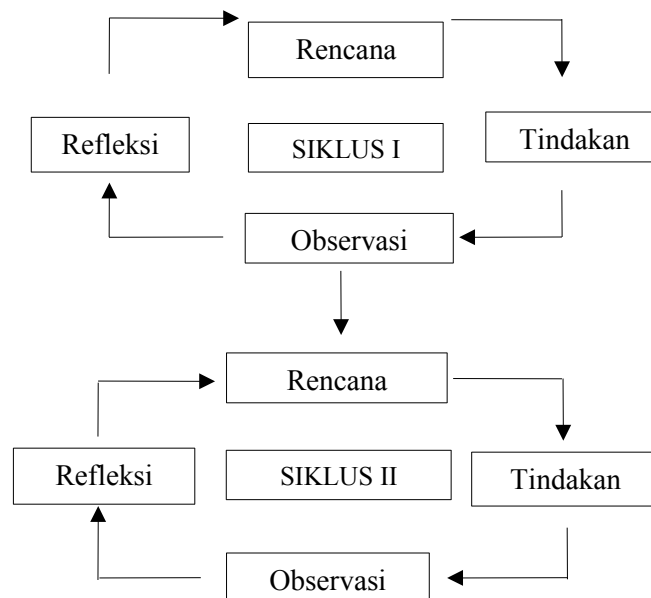 Rencana
Refleksi
SIKLUS I
Tindakan
Observasi
Rencana
Refleksi
SIKLUS II
Tindakan
Observasi